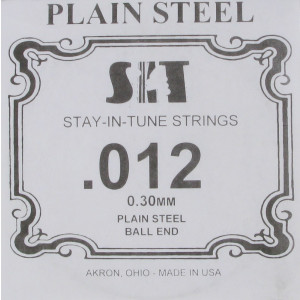 PLAIN STEEL
SIT
STAY-IN-TUNE STRINGS
.012
0.30MM
PLAIN STEEL
BALL END
AKRON, OHIO - MADE IN USA